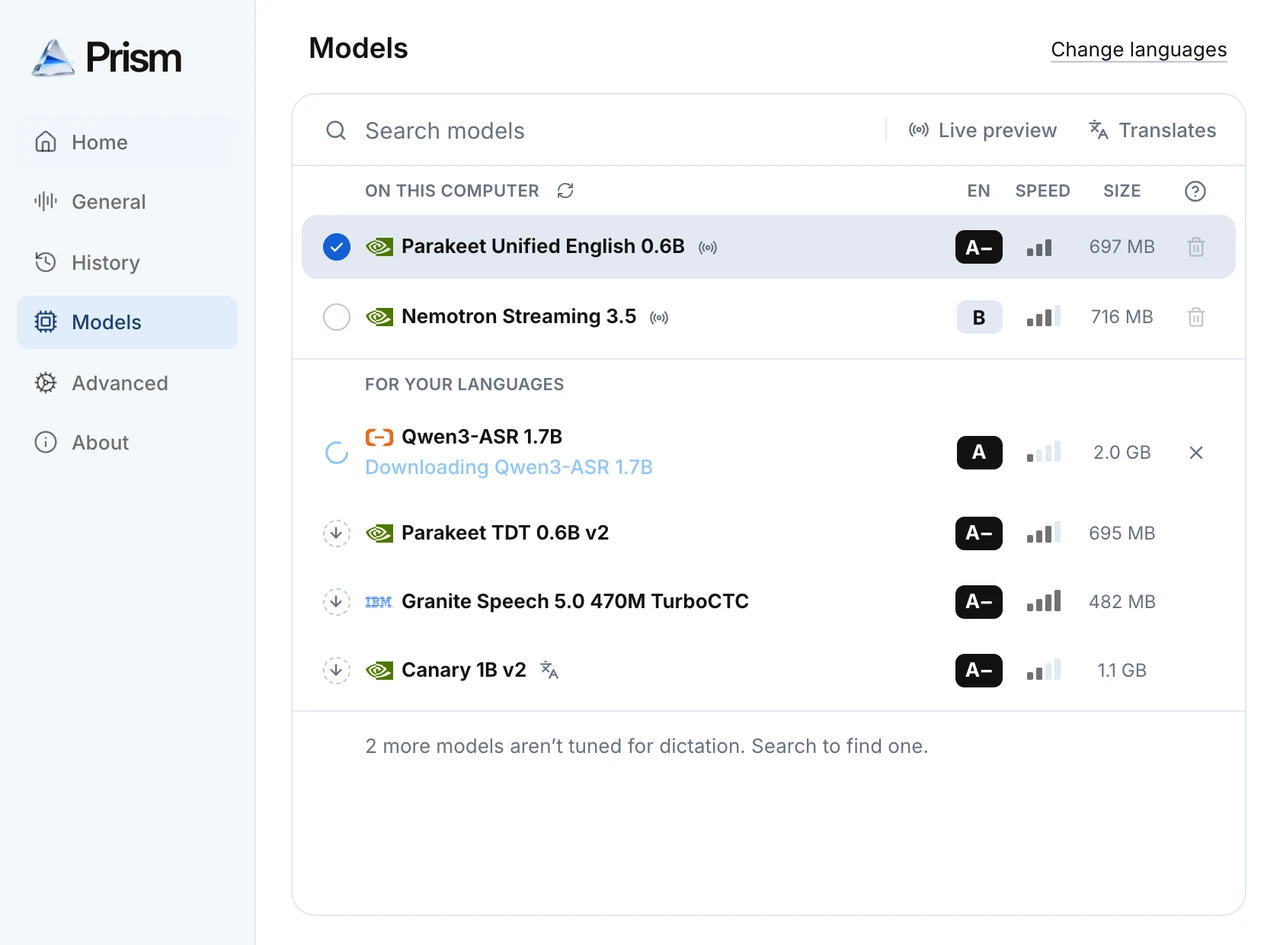 Prism
Home
General
History
Models
Advanced
About
Models
Change languages
Search models
Live preview
Translates
ON THIS COMPUTER EN SPEED SIZE ?
Parakeet Unified English 0.6B A– 697 MB
Nemotron Streaming 3.5 B 716 MB
FOR YOUR LANGUAGES
Qwen3-ASR 1.7B A 2.0 GB
Downloading Qwen3-ASR 1.7B
Parakeet TDT 0.6B v2 A– 695 MB
IBM Granite Speech 5.0 470M TurboCTC A– 482 MB
Canary 1B v2 A– 1.1 GB
2 more models aren’t tuned for dictation. Search to find one.